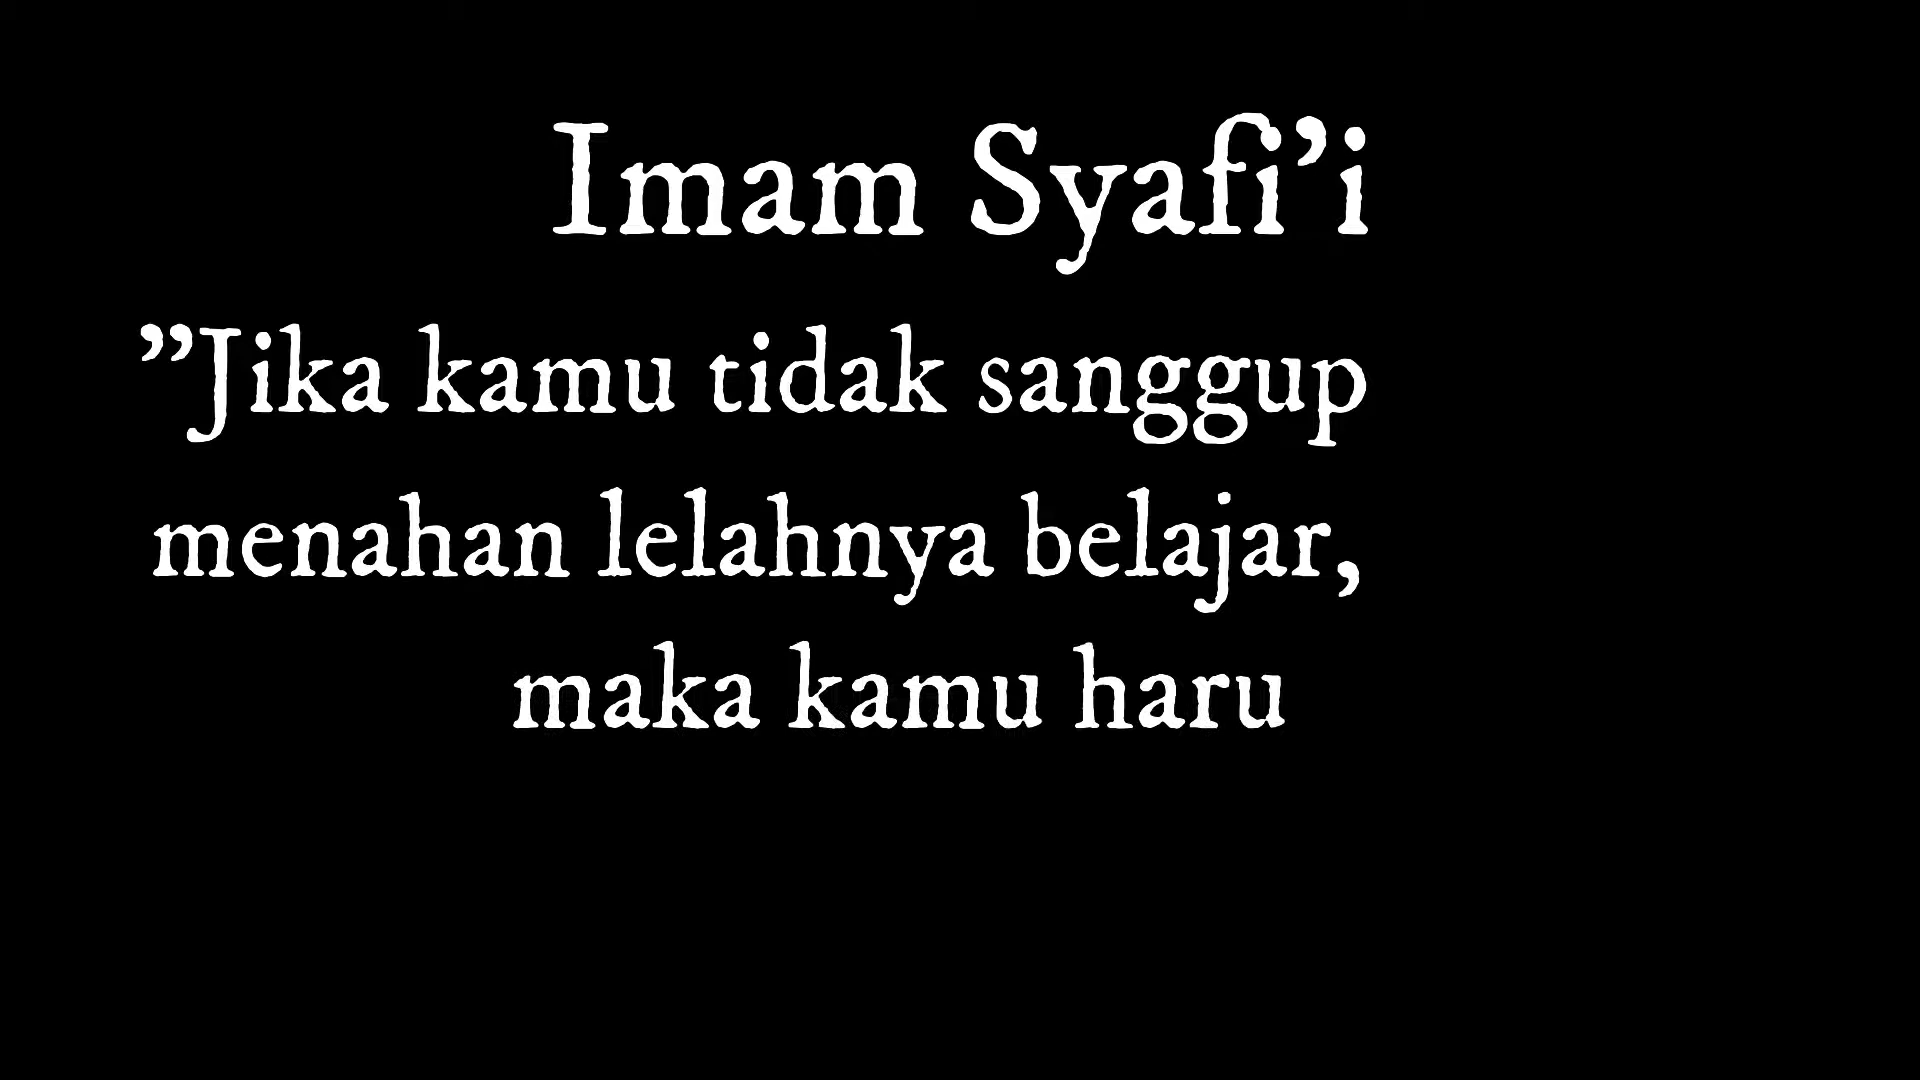 Imam Syafi’i
”Jika kamu tidak sanggup
menahan lelahnya belajar,
maka kamu haru